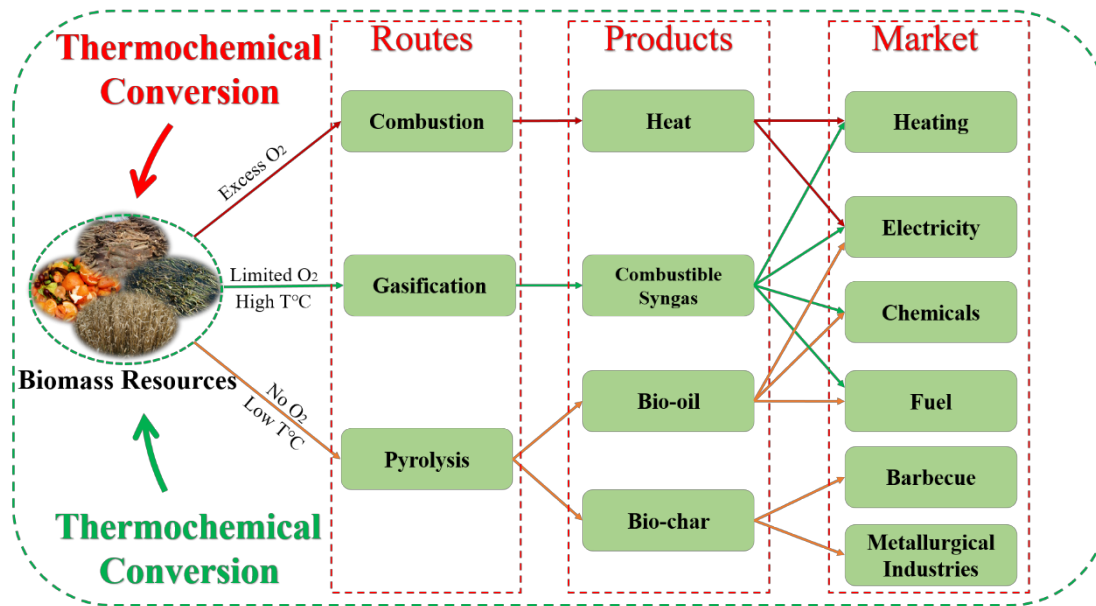 Thermochemical
Conversion
Routes
Products
Market
Combustion
Heat
Heating
Excess O₂
Electricity
Limited O₂
High T°C
Gasification
Combustible
Syngas
Chemicals
Biomass Resources
No O₂
Low T°C
Bio-oil
Fuel
Pyrolysis
Barbecue
Bio-char
Metallurgical
Industries
Thermochemical
Conversion